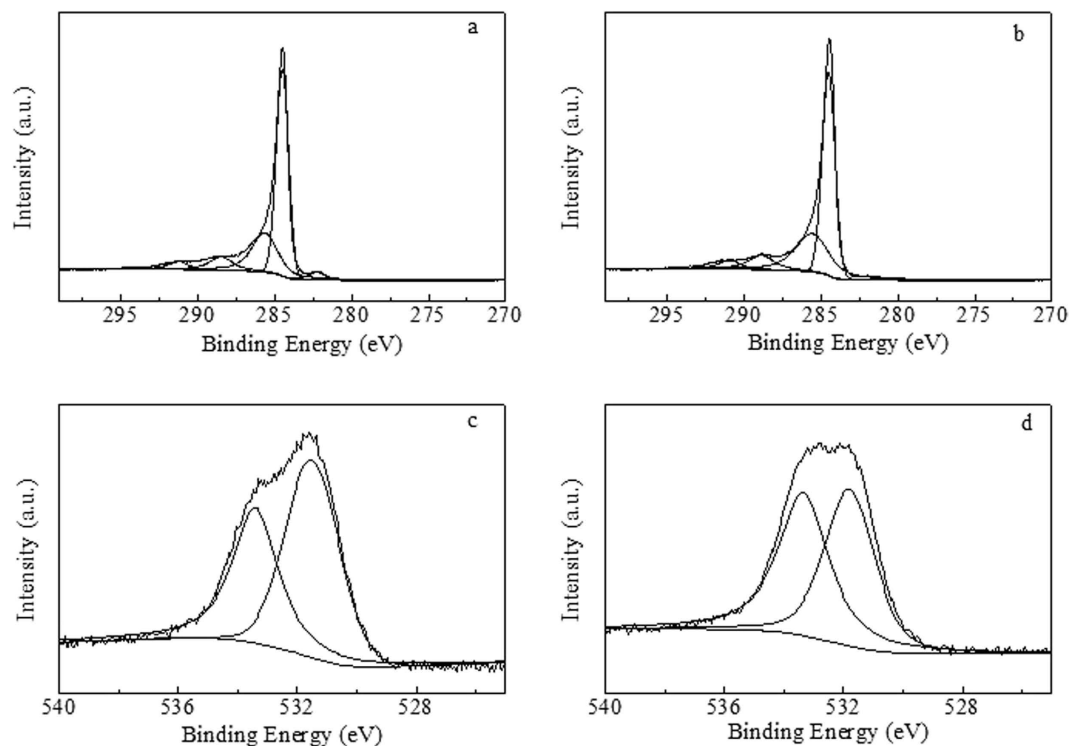 a
Intensity (a.u.)
295 290 285 280 275 270
Binding Energy (eV)
b
Intensity (a.u.)
295 290 285 280 275 270
Binding Energy (eV)
c
Intensity (a.u.)
540 536 532 528
Binding Energy (eV)
d
Intensity (a.u.)
540 536 532 528
Binding Energy (eV)